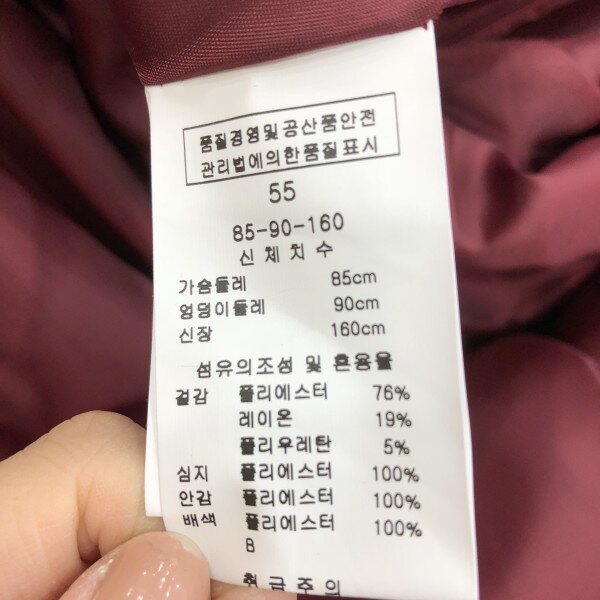 품질경영및공산품안전
관리법에의한품질표시
55
85-90-160
신체치수
가슴둘레 85cm
엉덩이둘레 90cm
신장 160cm
섬유의조성 및 혼용율
겉감 폴리에스터 76%
레이온 19%
폴리우레탄 5%
심지 폴리에스터 100%
안감 폴리에스터 100%
배색 폴리에스터 100%
B
취급주의